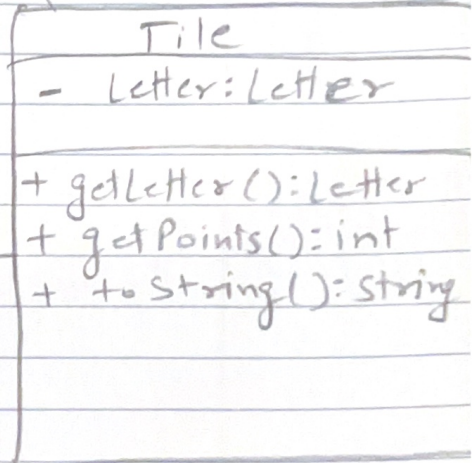 Tile
- Letter: Letter
+ getLetter(): Letter
+ getPoints(): int
+ toString(): String